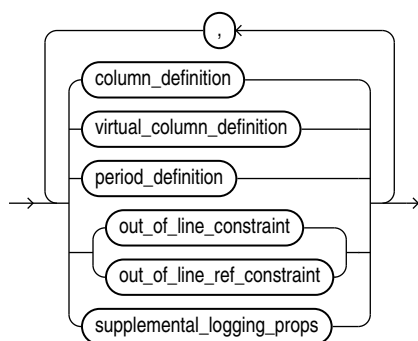 ,
column_definition
virtual_column_definition
period_definition
out_of_line_constraint
out_of_line_ref_constraint
supplemental_logging_props